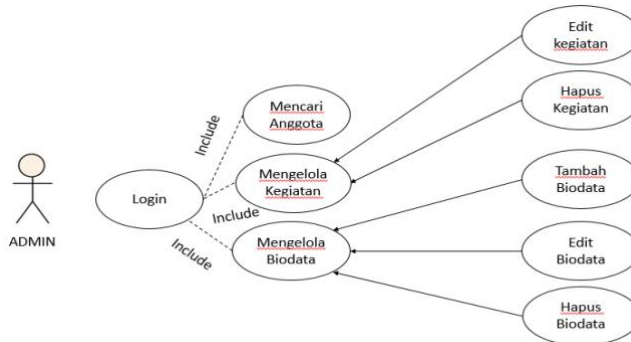 Edit
kegiatan
Hapus
Kegiatan
Mencari
Anggota
Include
Mengelola
Kegiatan
Tambah
Biodata
Login
Include
ADMIN
Include
Mengelola
Biodata
Edit
Biodata
Hapus
Biodata